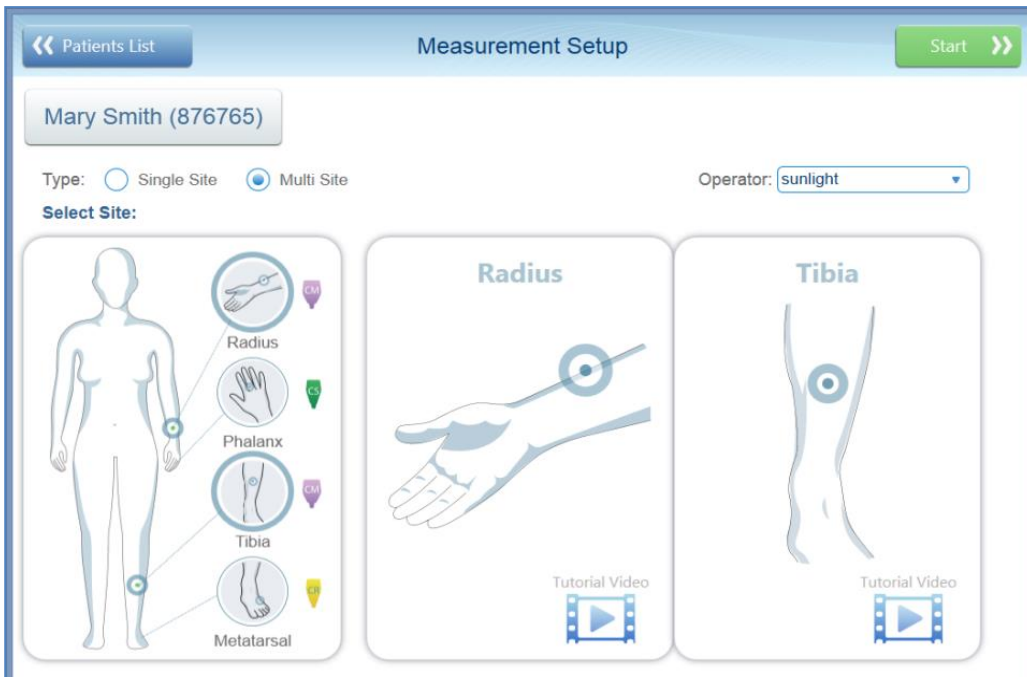 Patients List
Measurement Setup
Start
Mary Smith (876765)
Type: Single Site Multi Site
Operator: sunlight
Select Site:
CM
Radius
CS
Phalanx
CM
Tibia
CR
Metatarsal
Radius
Tutorial Video
Tibia
Tutorial Video